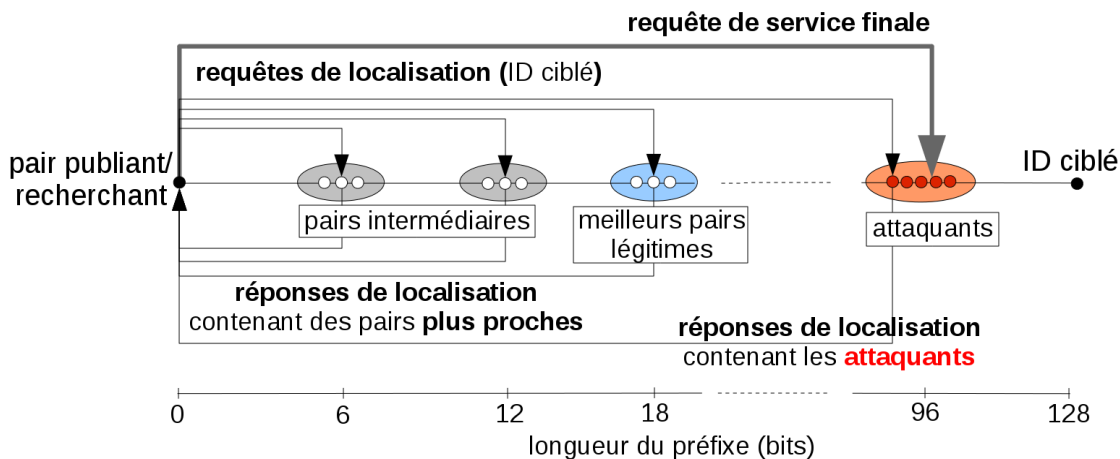 requête de service finale
requêtes de localisation (ID ciblé)
pair publiant/
recherchant
ID ciblé
pairs intermédiaires
meilleurs pairs
légitimes
attaquants
réponses de localisation
contenant des pairs plus proches
réponses de localisation
contenant les attaquants
0 6 12 18 96 128
longueur du préfixe (bits)